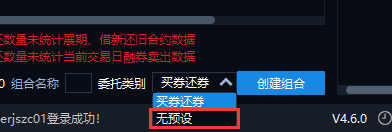 还数量未统计展期、借新还旧合约数据
还数量未统计当前交易日融券卖出数据
0 组合名称 委托类别 买券还券 创建组合
买券还券
无预设
erjszc01登录成功! V4.6.0